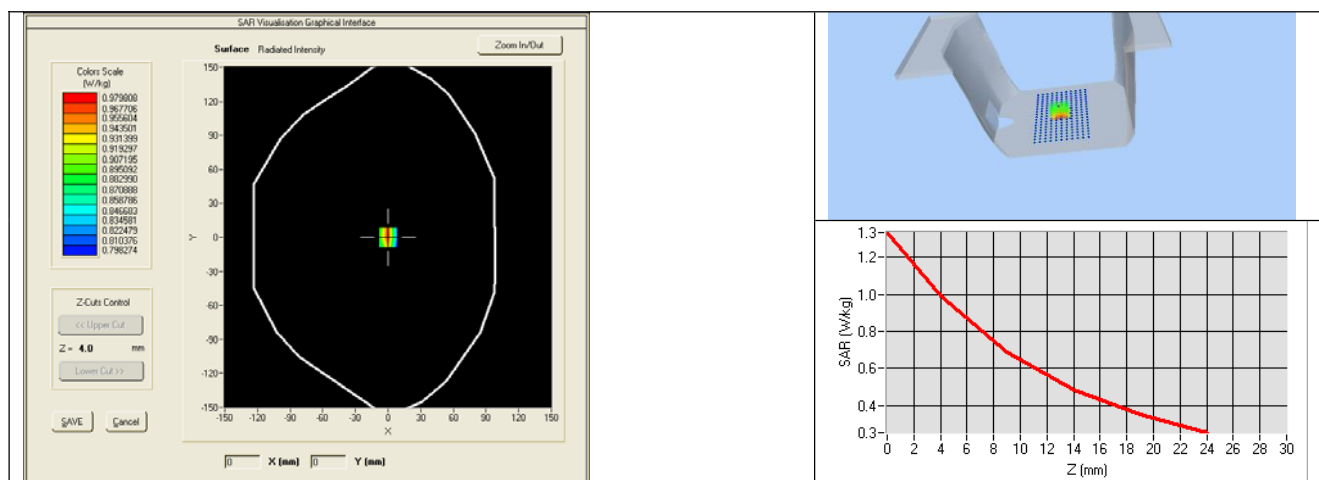 SAR Visualisation Graphical Interface
Surface Radiated Intensity
Zoom In/Out
Colors Scale
(W/kg)
0.979808
0.967706
0.955604
0.943501
0.931399
0.919297
0.907195
0.895092
0.882990
0.870888
0.858786
0.846683
0.834581
0.822479
0.810376
0.798274
Z-Cuts Control
<< Upper Cut
Z = 4.0 mm
Lower Cut >>
SAVE Cancel
150
120
90
60
30
Y 0
-30
-60
-90
-120
-150
-150 -120 -90 -60 -30 0 30 60 90 120 150
X
0 X (mm) 0 Y (mm)
1.3
1.2
1.0
0.8
0.6
0.4
0.3
SAR (W/kg)
0 2 4 6 8 10 12 14 16 18 20 22 24 26 28 30
Z (mm)